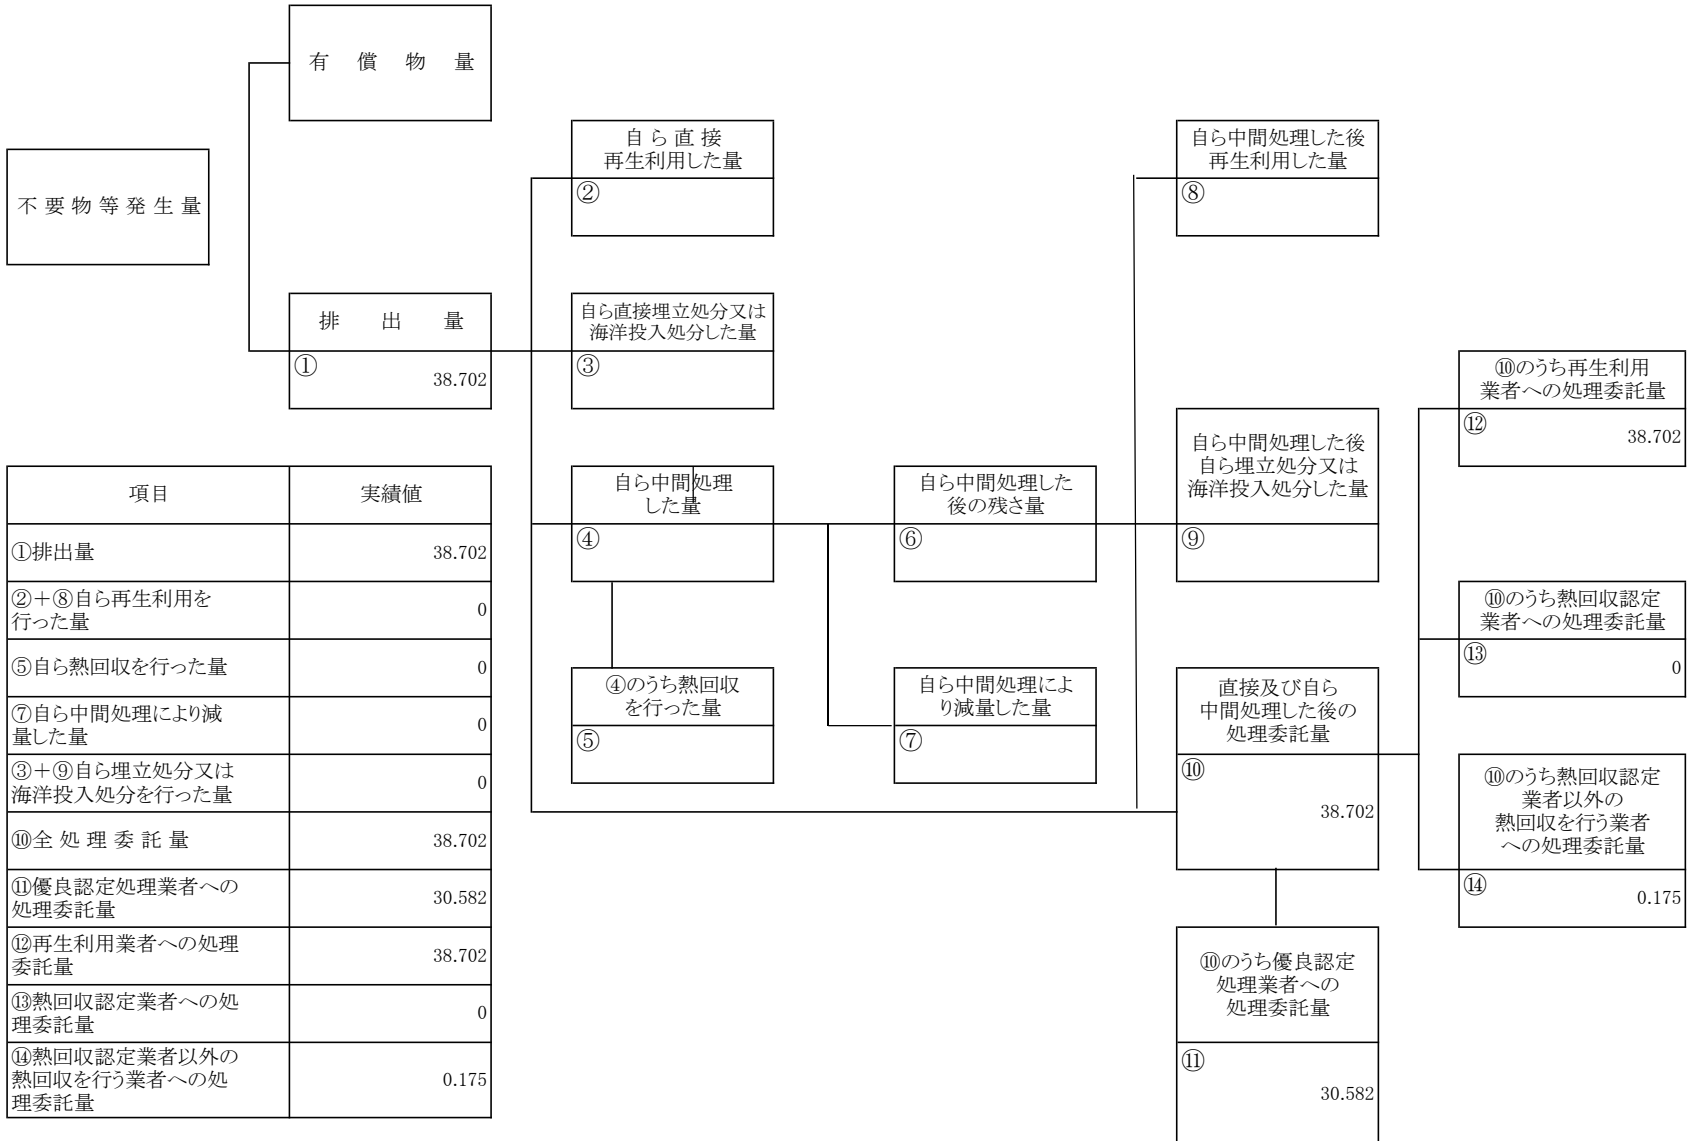 有 償 物 量
不 要 物 等 発 生 量
自 ら 直 接
再生利用した量
②
自ら中間処理した後
再生利用した量
⑧
排 出 量
①
38.702
自ら直接埋立処分又は
海洋投入処分した量
③
⑩のうち再生利用
業者への処理委託量
⑫
38.702
自ら中間処理
した量
④
自ら中間処理した
後の残さ量
⑥
自ら中間処理した後
自ら埋立処分又は
海洋投入処分した量
⑨
⑩のうち熱回収認定
業者への処理委託量
⑬
0
④のうち熱回収
を行った量
⑤
自ら中間処理によ
り減量した量
⑦
直接及び自ら
中間処理した後の
処理委託量
⑩
38.702
⑩のうち熱回収認定
業者以外の
熱回収を行う業者
への処理委託量
⑭
0.175
⑩のうち優良認定
処理業者への
処理委託量
⑪
30.582
項目 実績値
①排出量 38.702
②＋⑧自ら再生利用を
行った量 0
⑤自ら熱回収を行った量 0
⑦自ら中間処理により減
量した量 0
③＋⑨自ら埋立処分又は
海洋投入処分を行った量 0
⑩全 処 理 委 託 量 38.702
⑪優良認定処理業者への
処理委託量 30.582
⑫再生利用業者への処理
委託量 38.702
⑬熱回収認定業者への処
理委託量 0
⑭熱回収認定業者以外の
熱回収を行う業者への処
理委託量 0.175